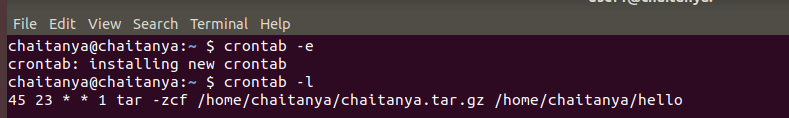 File Edit View Search Terminal Help
chaitanya@chaitanya:~ $ crontab -e
crontab: installing new crontab
chaitanya@chaitanya:~ $ crontab -l
45 23 * * 1 tar -zcf /home/chaitanya/chaitanya.tar.gz /home/chaitanya/hello